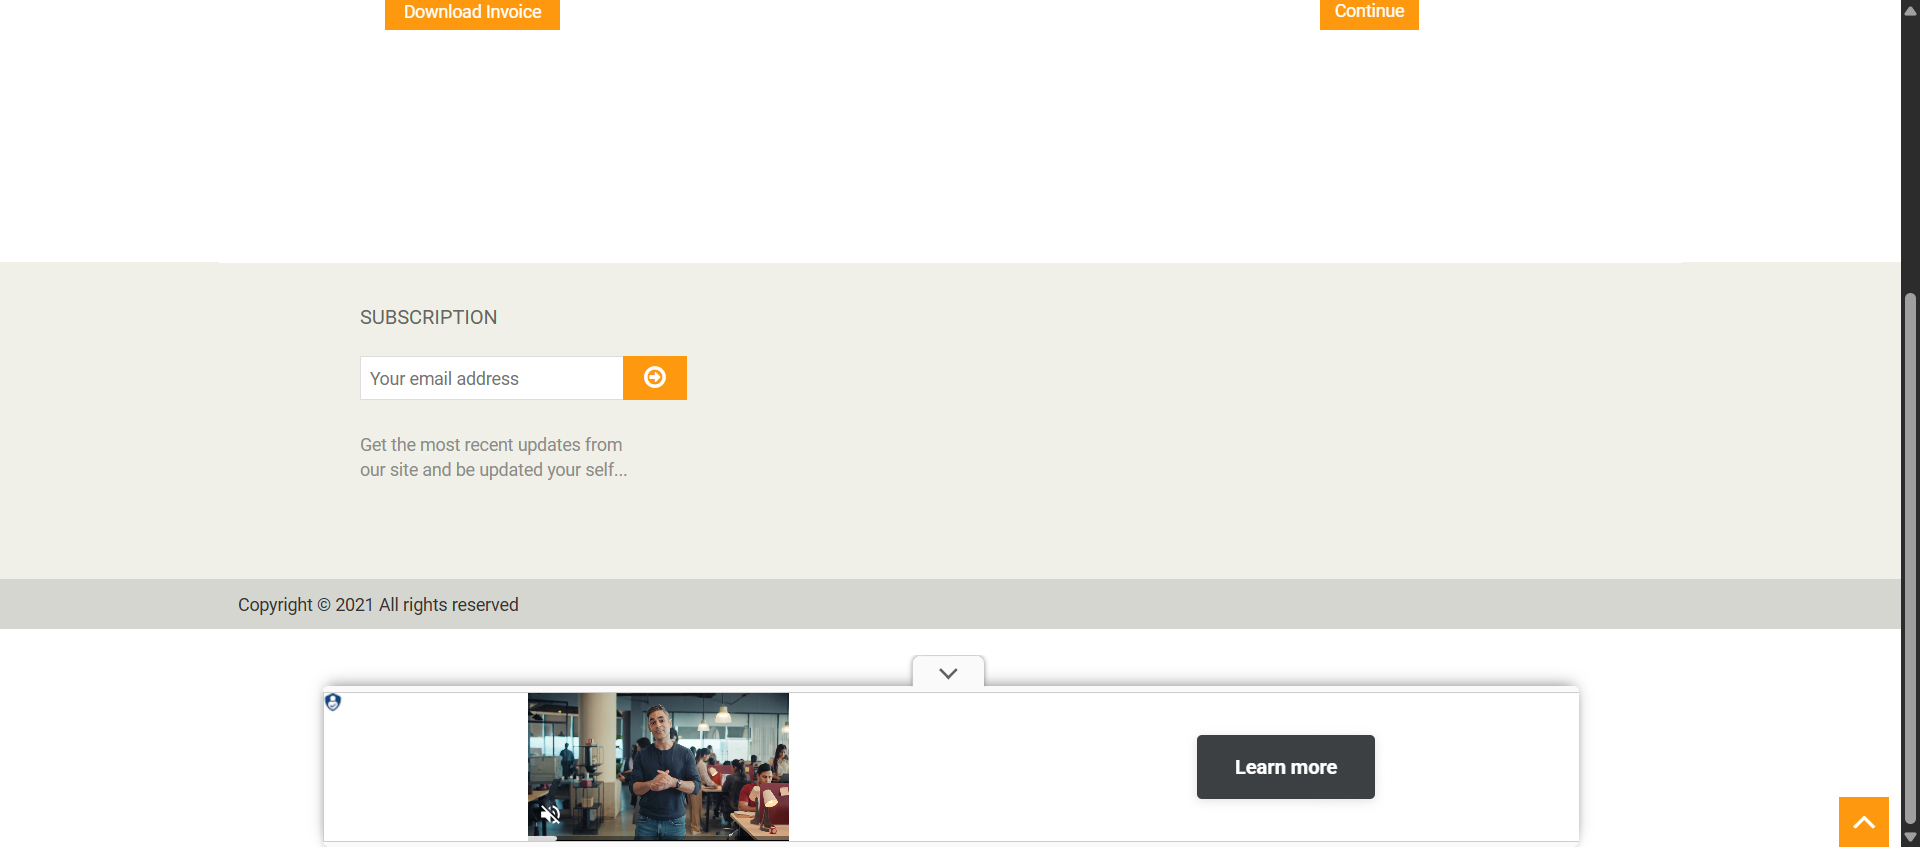 Download Invoice
Continue
SUBSCRIPTION
Your email address
Get the most recent updates from
our site and be updated your self...
Copyright © 2021 All rights reserved
Learn more